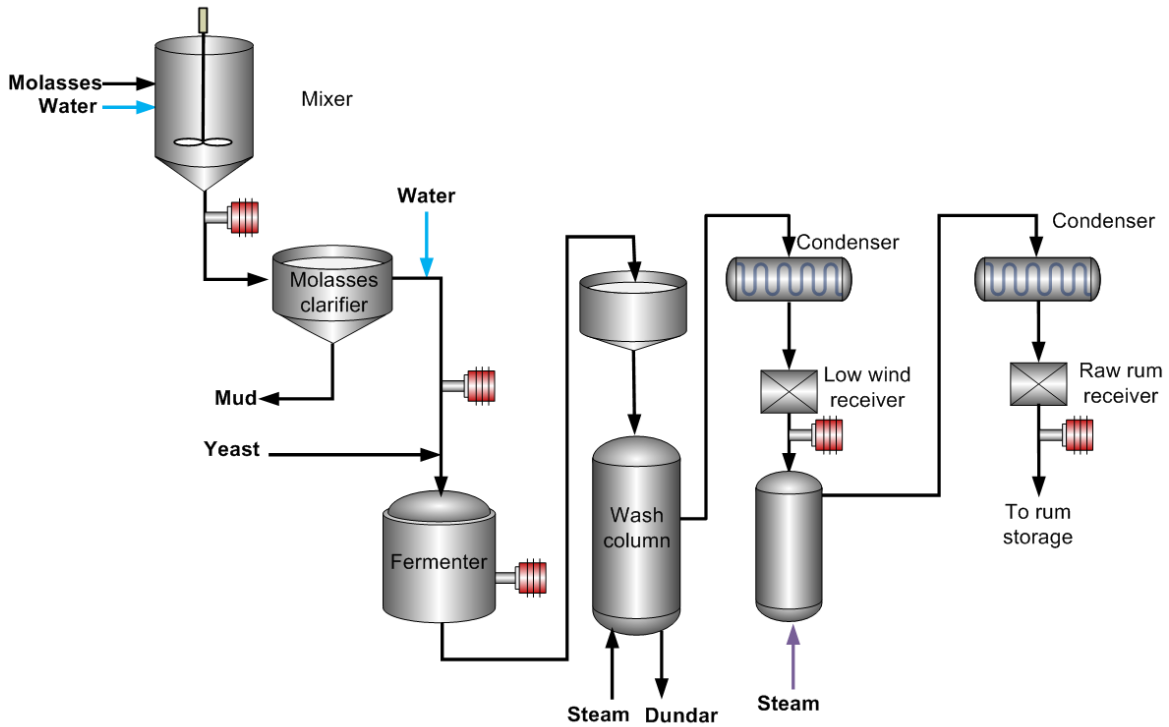 Molasses
Water
Mixer
Water
Molasses
clarifier
Mud
Yeast
Fermenter
Wash
column
Steam
Dundar
Condenser
Low wind
receiver
Steam
Condenser
Raw rum
receiver
To rum
storage